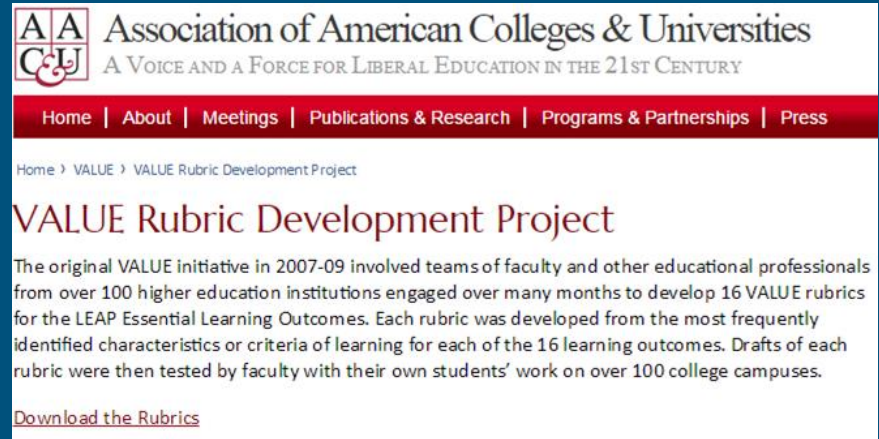 A A
C&U
Association of American Colleges & Universities
A VOICE AND A FORCE FOR LIBERAL EDUCATION IN THE 21ST CENTURY
Home | About | Meetings | Publications & Research | Programs & Partnerships | Press
Home › VALUE › VALUE Rubric Development Project
VALUE Rubric Development Project
The original VALUE initiative in 2007-09 involved teams of faculty and other educational professionals
from over 100 higher education institutions engaged over many months to develop 16 VALUE rubrics
for the LEAP Essential Learning Outcomes. Each rubric was developed from the most frequently
identified characteristics or criteria of learning for each of the 16 learning outcomes. Drafts of each
rubric were then tested by faculty with their own students’ work on over 100 college campuses.
Download the Rubrics